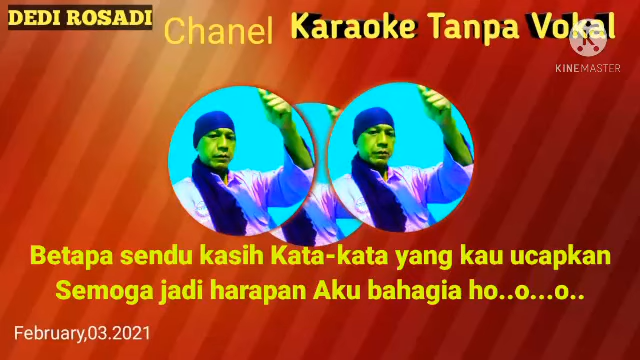 DEDI ROSADI
Chanel Karaoke Tanpa Vokal
KINEMASTER
Betapa sendu kasih Kata-kata yang kau ucapkan
Semoga jadi harapan Aku bahagia ho..o...o..
February,03.2021